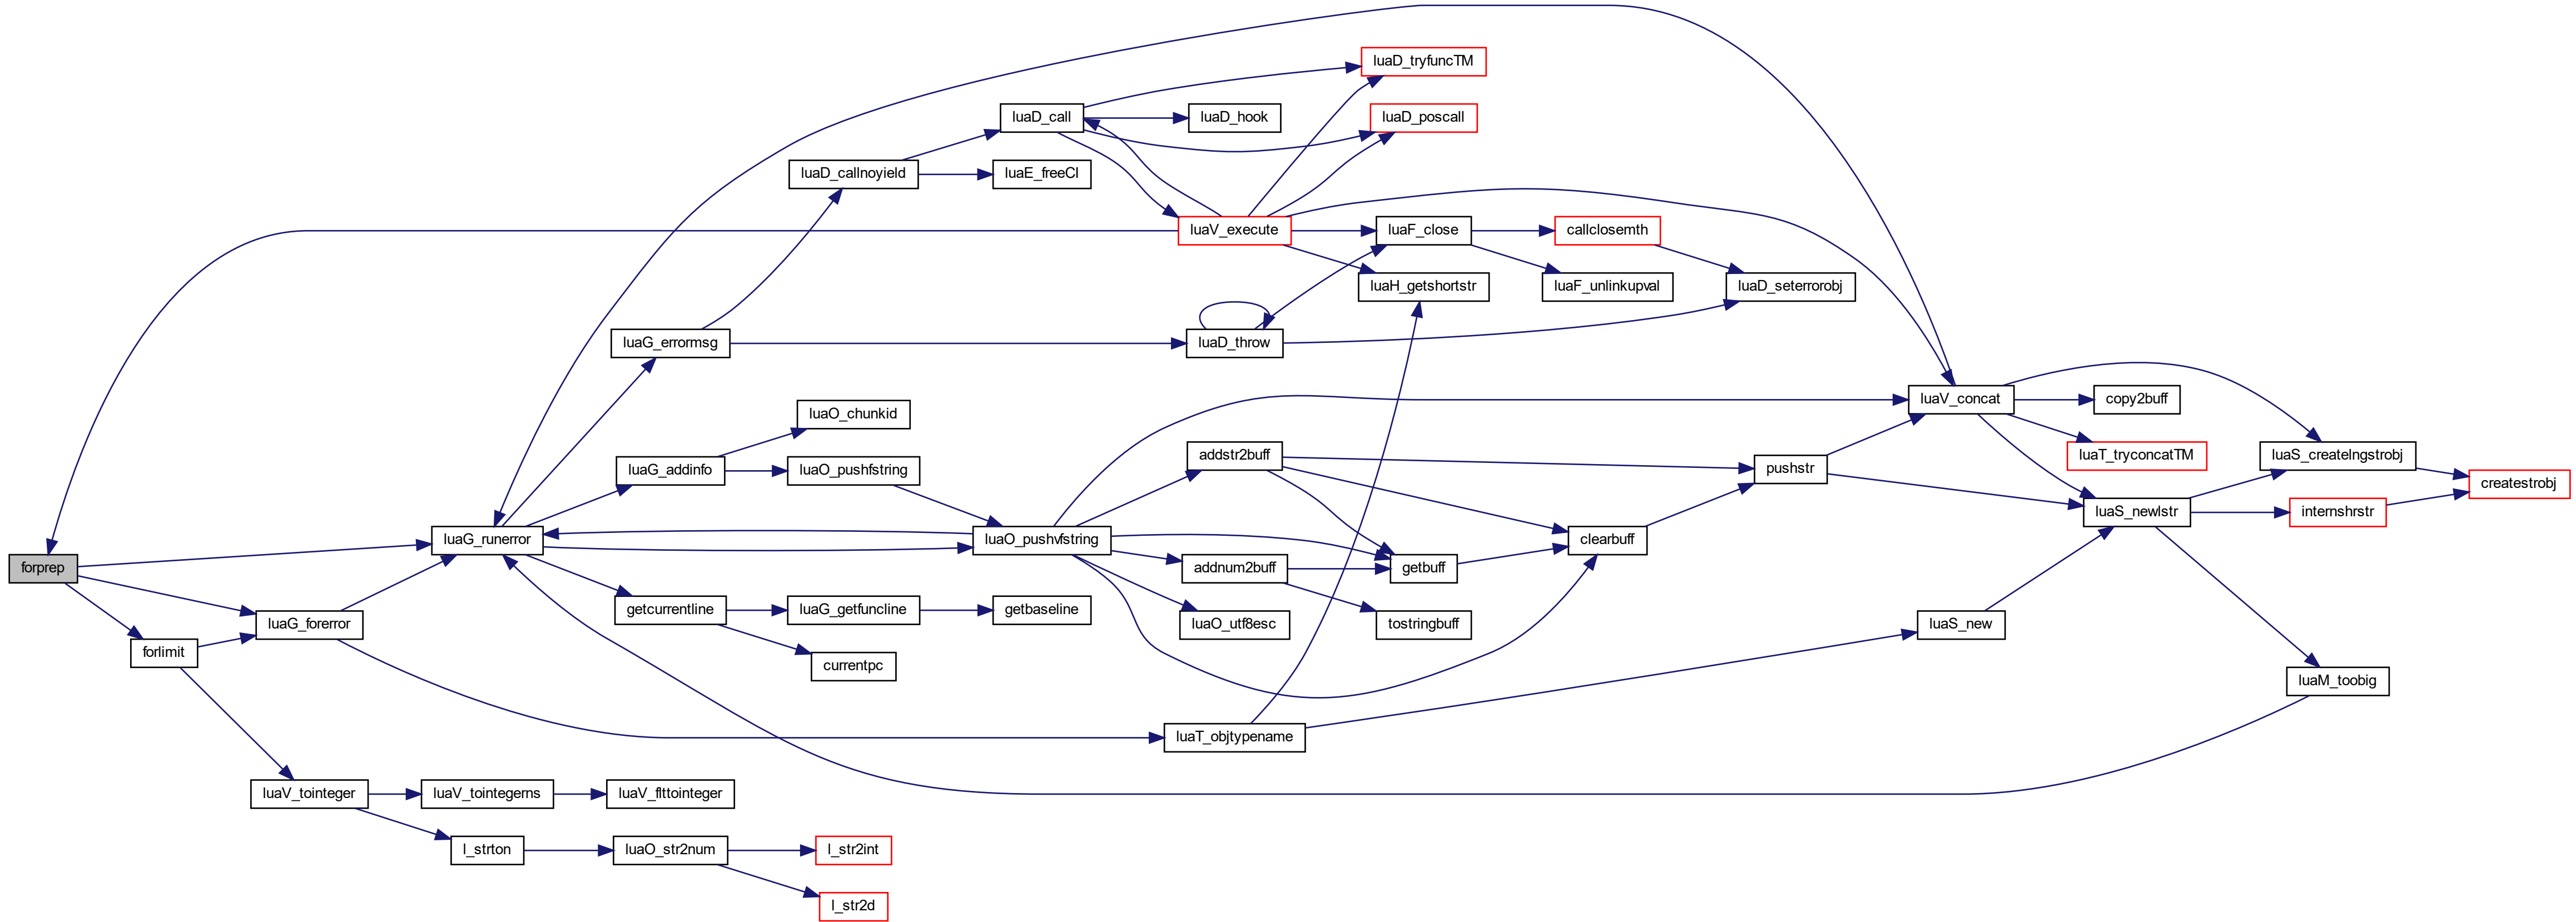 luaD_tryfuncTM
luaD_call
luaD_hook
luaD_poscall
luaD_callnoyield
luaE_freeCI
luaV_execute
luaF_close
callclosemth
luaH_getshortstr
luaF_unlinkupval
luaD_seterrorobj
luaG_errormsg
luaD_throw
luaV_concat
copy2buff
luaO_chunkid
luaG_addinfo
luaO_pushfstring
addstr2buff
pushstr
luaT_tryconcatTM
luaS_createlngstrobj
createstrobj
luaS_newlstr
internshrstr
luaG_runerror
luaO_pushvfstring
clearbuff
forprep
addnum2buff
getbuff
getcurrentline
luaG_getfuncline
getbaseline
luaG_forerror
luaO_utf8esc
tostringbuff
luaS_new
forlimit
currentpc
luaM_toobig
luaT_objtypename
luaV_tointeger
luaV_tointegerns
luaV_flttointeger
l_strton
luaO_str2num
l_str2int
l_str2d